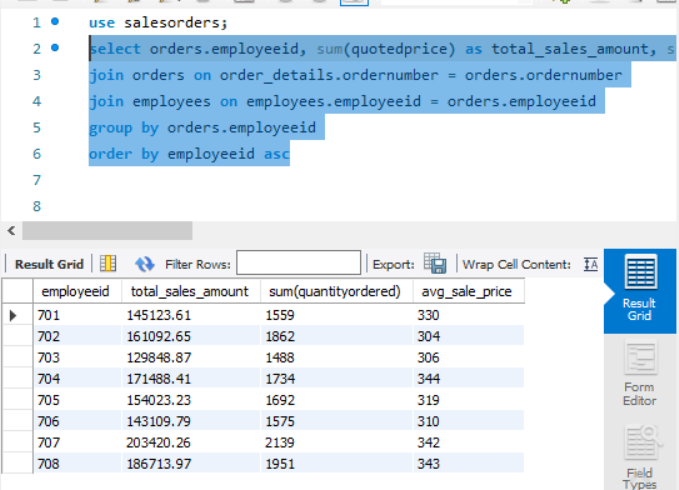 1 use salesorders;
2 select orders.employeeid, sum(quotedprice) as total_sales_amount, s
3 join orders on order_details.ordernumber = orders.ordernumber
4 join employees on employees.employeeid = orders.employeeid
5 group by orders.employeeid
6 order by employeeid asc
7
8
Result Grid Filter Rows: Export: Wrap Cell Content:
employeeid total_sales_amount sum(quantityordered) avg_sale_price
701 145123.61 1559 330
702 161092.65 1862 304
703 129848.87 1488 306
704 171488.41 1734 344
705 154023.23 1692 319
706 143109.79 1575 310
707 203420.26 2139 342
708 186713.97 1951 343
Result
Grid
Form
Editor
Field
Types